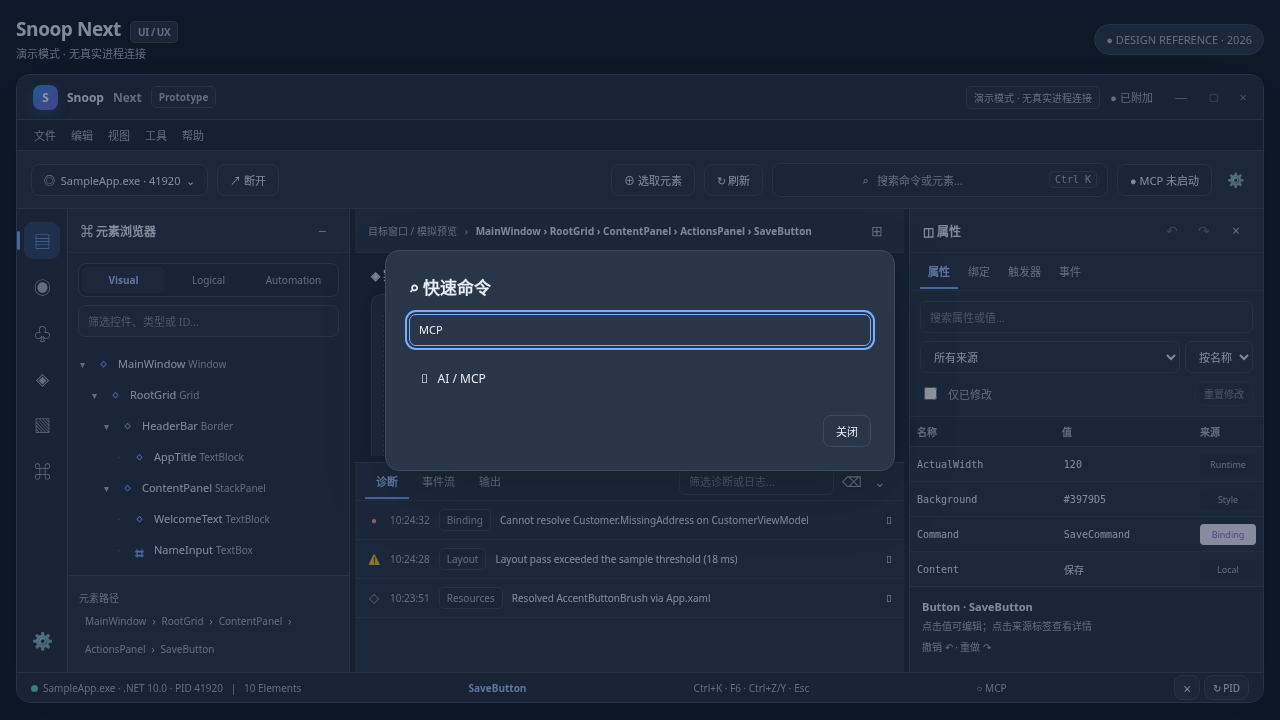 Snoop Next UI / UX
演示模式 · 无真实进程连接
● DESIGN REFERENCE · 2026
S Snoop Next Prototype
演示模式 · 无真实进程连接 ● 已附加 — □ ×
文件 编辑 视图 工具 帮助
◎ SampleApp.exe · 41920 ⌄ ↗ 断开
⊕ 选取元素 ↻ 刷新 ⌕ 搜索命令或元素... Ctrl K ● MCP 未启动
⌘ 元素浏览器 −
Visual Logical Automation
筛选控件、类型或 ID...
▾ ◇ MainWindow Window
▾ ◇ RootGrid Grid
▾ ◇ HeaderBar Border
· ◇ AppTitle TextBlock
▾ ◇ ContentPanel StackPanel
· ◇ WelcomeText TextBlock
· NameInput TextBox
元素路径
MainWindow › RootGrid › ContentPanel ›
ActionsPanel › SaveButton
目标窗口 / 模拟预览 › MainWindow › RootGrid › ContentPanel › ActionsPanel › SaveButton
⌕ 快速命令
MCP
AI / MCP
关闭
诊断 事件流 输出 筛选诊断或日志...
● 10:24:32 Binding Cannot resolve Customer.MissingAddress on CustomerViewModel
⚠ 10:24:28 Layout Layout pass exceeded the sample threshold (18 ms)
◇ 10:23:51 Resources Resolved AccentButtonBrush via App.xaml
◫ 属性 ↶ ↷ ×
属性 绑定 触发器 事件
搜索属性或值...
所有来源 按名称
仅已修改 重置修改
名称 值 来源
ActualWidth 120 Runtime
Background #3979D5 Style
Command SaveCommand Binding
Content 保存 Local
Button · SaveButton
点击值可编辑；点击来源标签查看详情
撤销 ↶ · 重做 ↷
SampleApp.exe · .NET 10.0 · PID 41920 | 10 Elements
SaveButton
Ctrl+K · F6 · Ctrl+Z/Y · Esc
○ MCP
× ↻ PID